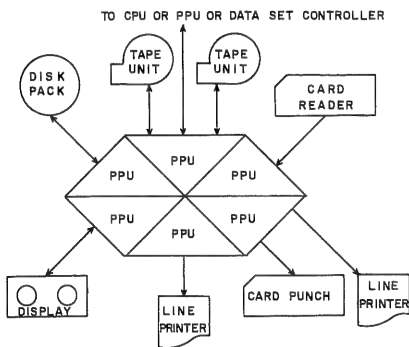 TO CPU OR PPU OR DATA SET CONTROLLER
TAPE
UNIT
TAPE
UNIT
DISK
PACK
CARD
READER
PPU
PPU
PPU
PPU
PPU
PPU
DISPLAY
LINE
PRINTER
CARD PUNCH
LINE
PRINTER